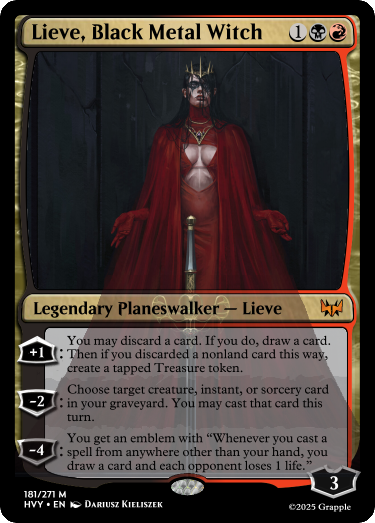 Lieve, Black Metal Witch 1
Legendary Planeswalker — Lieve
+1: You may discard a card. If you do, draw a card.
Then if you discarded a nonland card this way,
create a tapped Treasure token.
-2: Choose target creature, instant, or sorcery card
in your graveyard. You may cast that card this
turn.
-4: You get an emblem with “Whenever you cast a
spell from anywhere other than your hand, you
draw a card and each opponent loses 1 life.”
3
181/271 M
HVY • EN Dariusz Kieliszek
©2025 Grapple